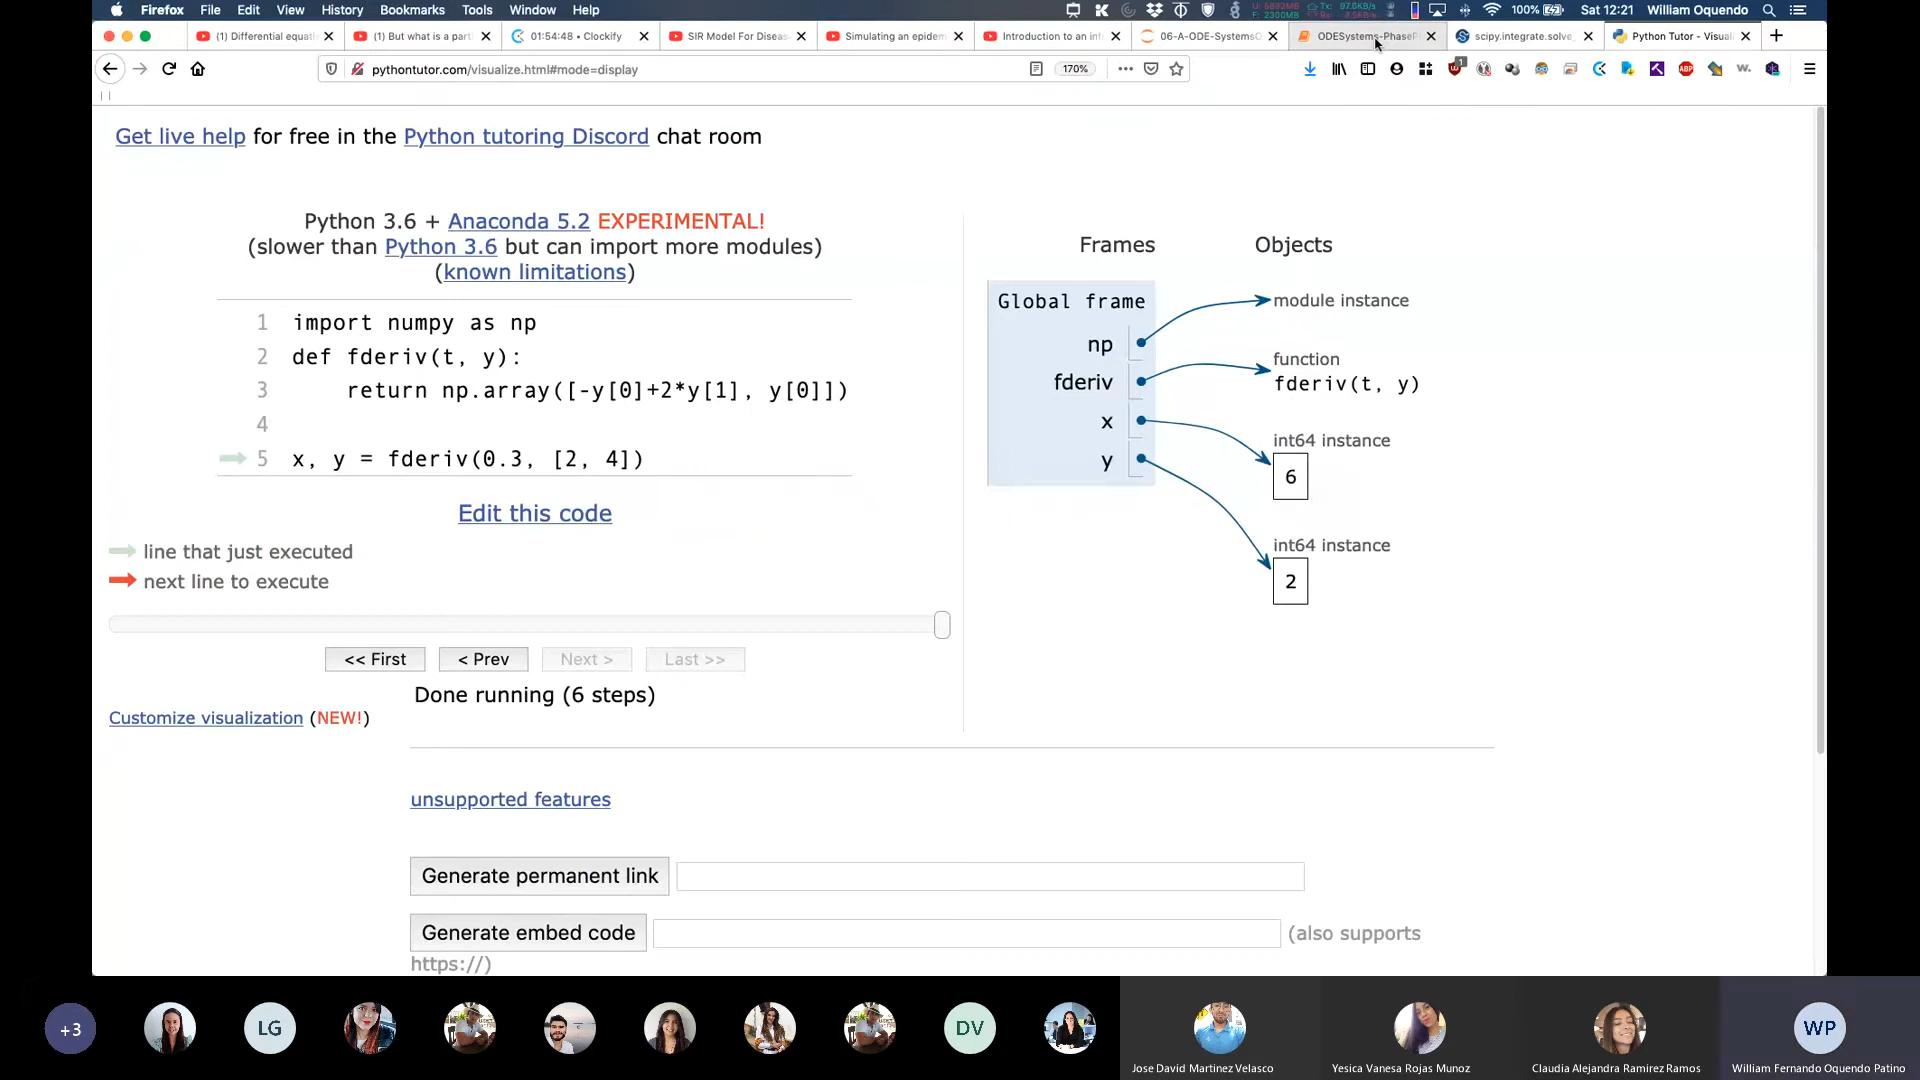 Firefox File Edit View History Bookmarks Tools Window Help
100% Sat 12:21 William Oquendo
(1) Differential equati
(1) But what is a part
01:54:48 • Clockify
SIR Model For Diseas
Simulating an epidem
Introduction to an inf
06-A-ODE-SystemsO
ODESystems-PhaseP
scipy.integrate.solve_
Python Tutor - Visual
pythontutor.com/visualize.html#mode=display
170%
Get live help for free in the Python tutoring Discord chat room
Python 3.6 + Anaconda 5.2 EXPERIMENTAL!
(slower than Python 3.6 but can import more modules)
(known limitations)
1 import numpy as np
2 def fderiv(t, y):
3 return np.array([-y[0]+2*y[1], y[0]])
4
5 x, y = fderiv(0.3, [2, 4])
Edit this code
line that just executed
next line to execute
<< First
< Prev
Next >
Last >>
Done running (6 steps)
Customize visualization (NEW!)
Frames
Objects
Global frame
np
fderiv
x
y
module instance
function
fderiv(t, y)
int64 instance
6
int64 instance
2
unsupported features
Generate permanent link
Generate embed code
(also supports
https://)
+3
LG
DV
WP
Jose David Martinez Velasco
Yesica Vanesa Rojas Munoz
Claudia Alejandra Ramirez Ramos
William Fernando Oquendo Patino